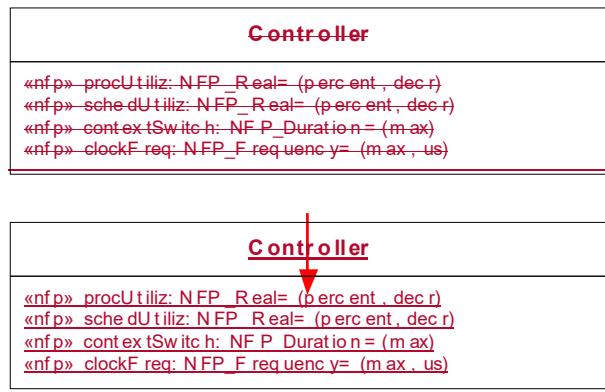 Controller
«nfp» procUtiliz: NFP_Real= (percent, decr)
«nfp» schedUtiliz: NFP_Real= (percent, decr)
«nfp» contextSwitch: NFP_Duration= (max)
«nfp» clockFreq: NFP_Frequency= (max, us)
Controller
«nfp» procUtiliz: NFP_Real= (percent, decr)
«nfp» schedUtiliz: NFP_Real= (percent, decr)
«nfp» contextSwitch: NFP_Duration= (max)
«nfp» clockFreq: NFP_Frequency= (max, us)